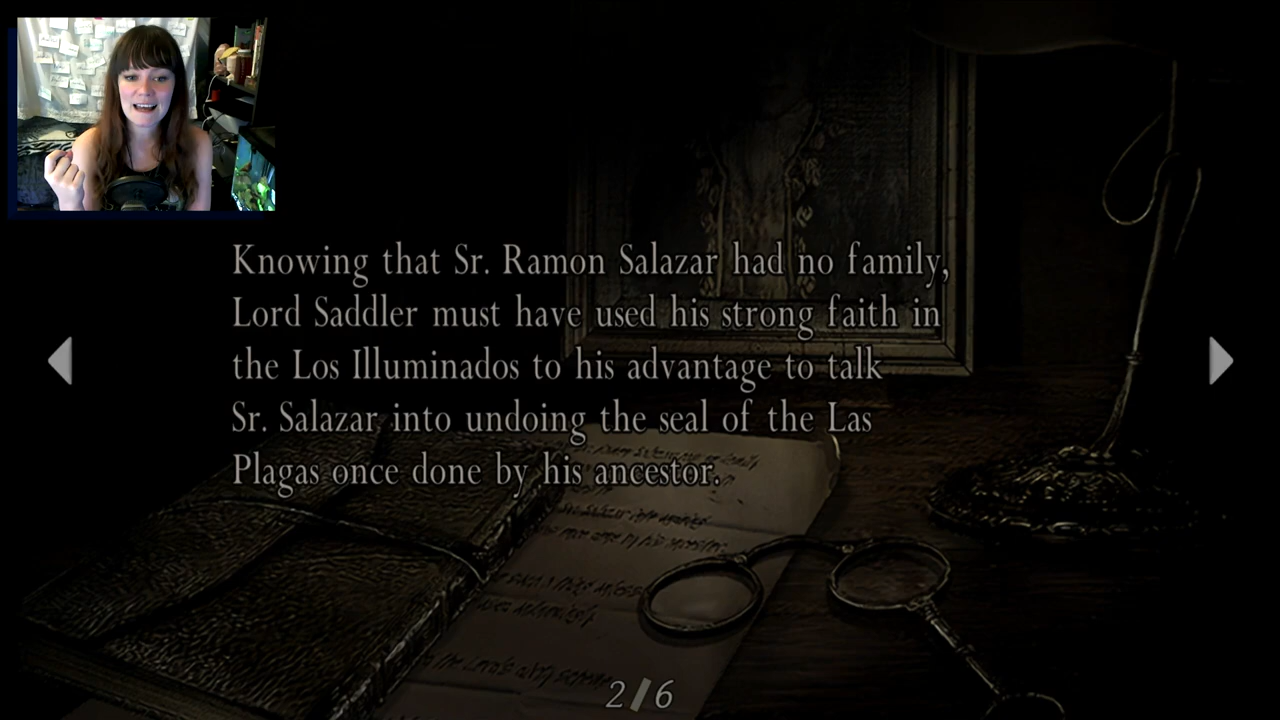 Knowing that Sr. Ramon Salazar had no family,
Lord Saddler must have used his strong faith in
the Los Illuminados to his advantage to talk
Sr. Salazar into undoing the seal of the Las
Plagas once done by his ancestor.
2/6